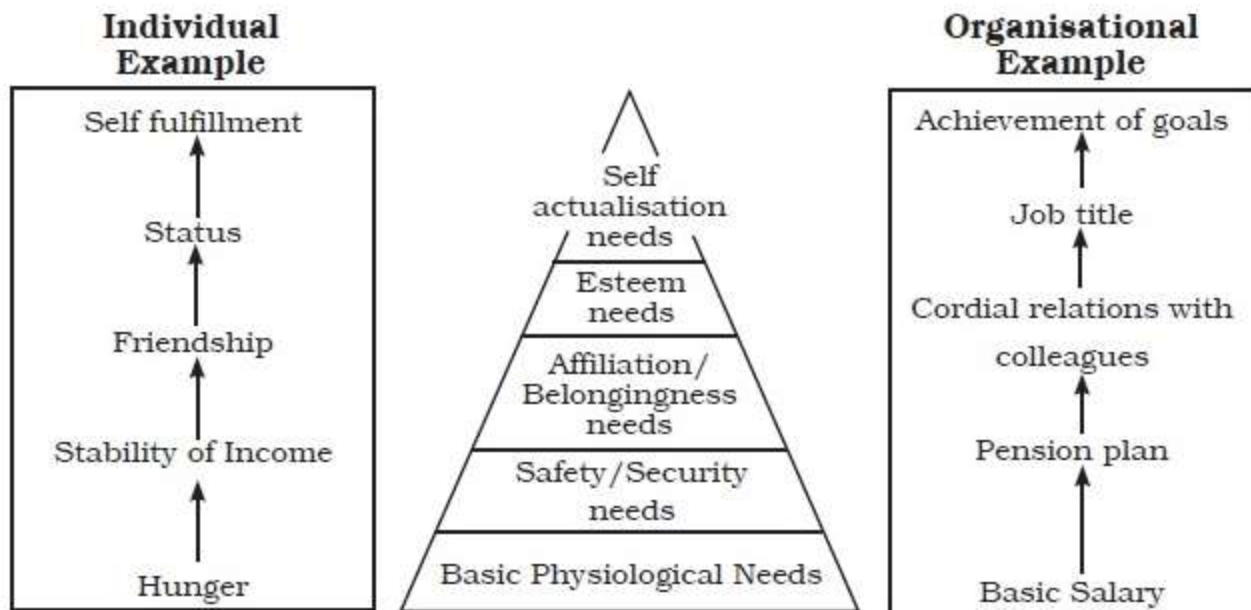 Individual
Example
Self fulfillment
Status
Friendship
Stability of Income
Hunger
Self
actualisation
needs
Esteem
needs
Affiliation/
Belongingness
needs
Safety/Security
needs
Basic Physiological Needs
Organisational
Example
Achievement of goals
Job title
Cordial relations with
colleagues
Pension plan
Basic Salary